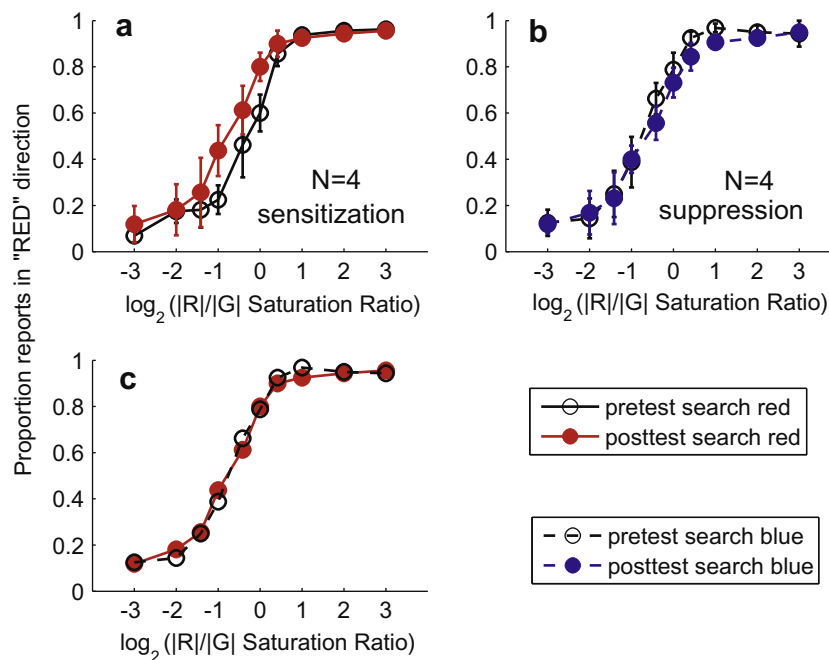 a
1
0.8
0.6
0.4
0.2
0
N=4
sensitization
-3 -2 -1 0 1 2 3
log2 (|R|/|G| Saturation Ratio)
b
1
0.8
0.6
0.4
0.2
0
N=4
suppression
-3 -2 -1 0 1 2 3
log2 (|R|/|G| Saturation Ratio)
Proportion reports in "RED" direction
c
1
0.8
0.6
0.4
0.2
0
-3 -2 -1 0 1 2 3
log2 (|R|/|G| Saturation Ratio)
pretest search red
posttest search red
pretest search blue
posttest search blue